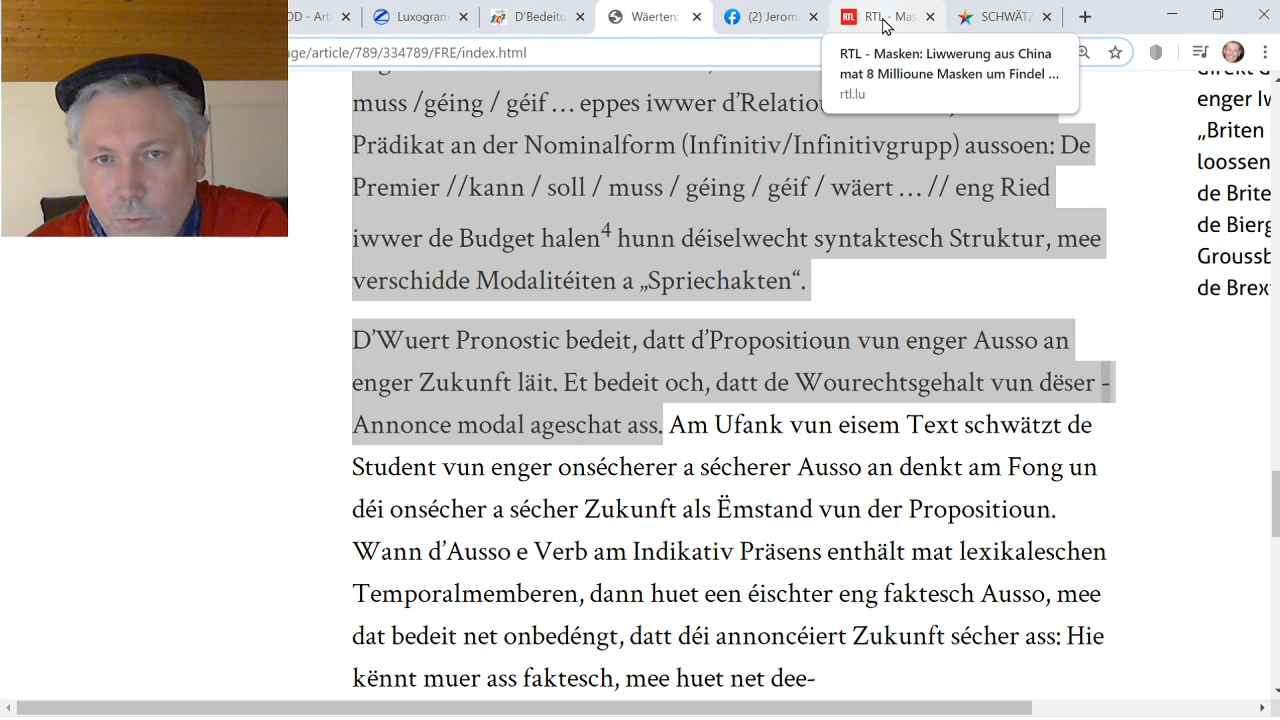 OD - Arti
Luxogram
D'Bedeitu
Wäerten:
(2) Jerom
RTL - Mas
SCHWÄTZ
age/article/789/334789/FRE/index.html
RTL - Masken: Liwwerung aus China
mat 8 Millioune Masken um Findel ...
rtl.lu
muss /géing / géif … eppes iwwer d'Relatio
Prädikat an der Nominalform (Infinitiv/Infinitivgrupp) aussoen: De
Premier //kann / soll / muss / géing / géif / wäert … // eng Ried
iwwer de Budget halen4 hunn déiselwecht syntaktesch Struktur, mee
verschidde Modalitéiten a „Spriechakten“.
D'Wuert Pronostic bedeit, datt d'Propositioun vun enger Ausso an
enger Zukunft läit. Et bedeit och, datt de Wourechtsgehalt vun dëser -
Annonce modal ageschat ass. Am Ufank vun eisem Text schwätzt de
Student vun enger onsécherer a sécherer Ausso an denkt am Fong un
déi onsécher a sécher Zukunft als Ëmstand vun der Propositioun.
Wann d'Ausso e Verb am Indikativ Präsens enthält mat lexikaleschen
Temporalmemberen, dann huet een éischter eng faktesch Ausso, mee
dat bedeit net onbedéngt, datt déi annoncéiert Zukunft sécher ass: Hie
kënnt muer ass faktesch, mee huet net dee-
enger Iw
„Briten
loossen
de Brite
de Bierg
Groussb
de Brex